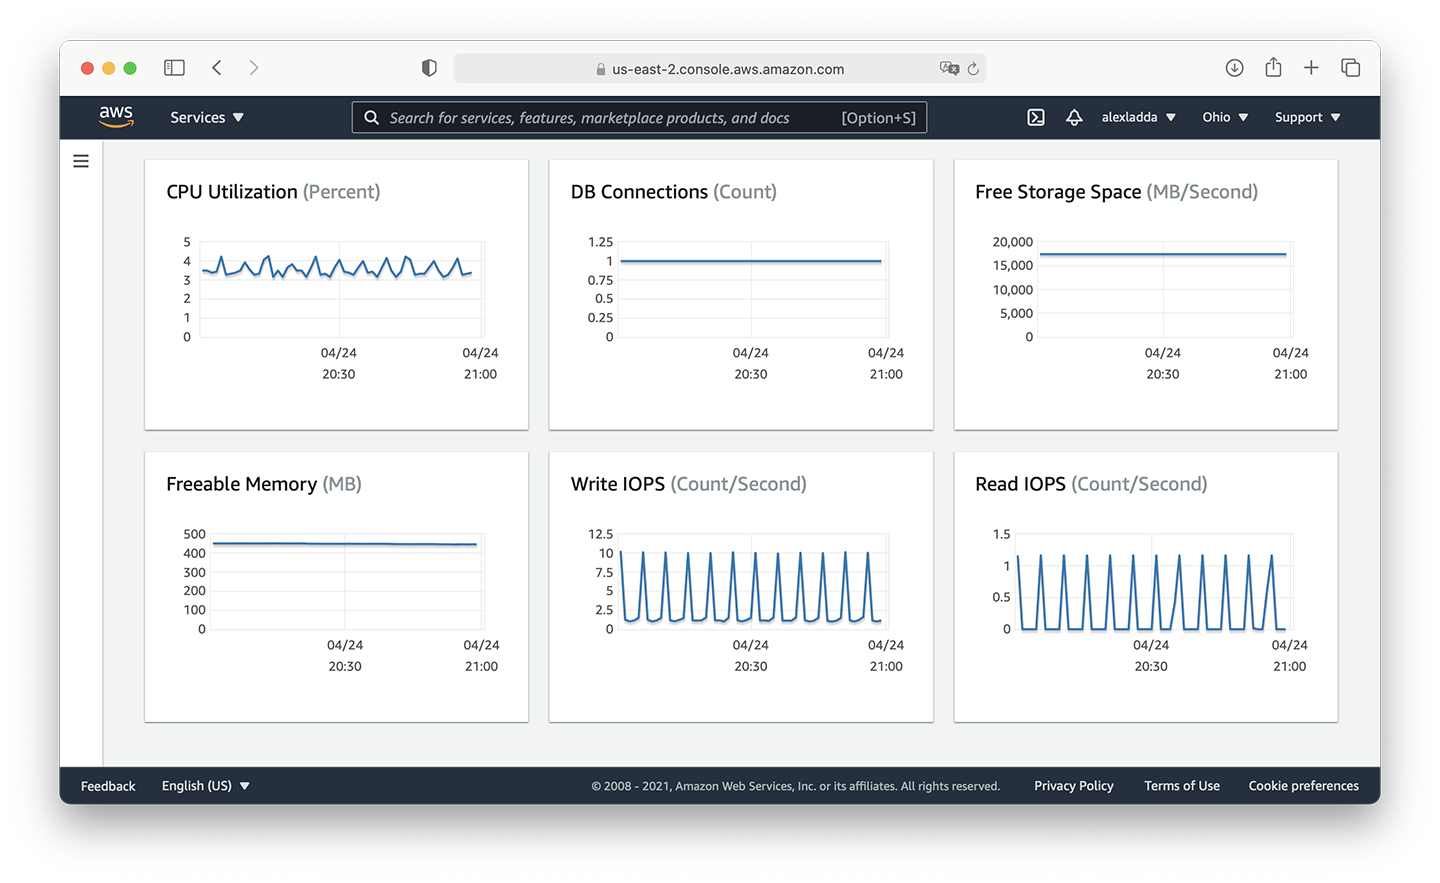 us-east-2.console.aws.amazon.com
aws
Services
Search for services, features, marketplace products, and docs
[Option+S]
alexladda
Ohio
Support
CPU Utilization (Percent)
5
4
3
2
1
0
04/24
20:30
04/24
21:00
DB Connections (Count)
1.25
1
0.75
0.5
0.25
0
04/24
20:30
04/24
21:00
Free Storage Space (MB/Second)
20,000
15,000
10,000
5,000
0
04/24
20:30
04/24
21:00
Freeable Memory (MB)
500
400
300
200
100
0
04/24
20:30
04/24
21:00
Write IOPS (Count/Second)
12.5
10
7.5
5
2.5
0
04/24
20:30
04/24
21:00
Read IOPS (Count/Second)
1.5
1
0.5
0
04/24
20:30
04/24
21:00
Feedback
English (US)
© 2008 - 2021, Amazon Web Services, Inc. or its affiliates. All rights reserved.
Privacy Policy
Terms of Use
Cookie preferences